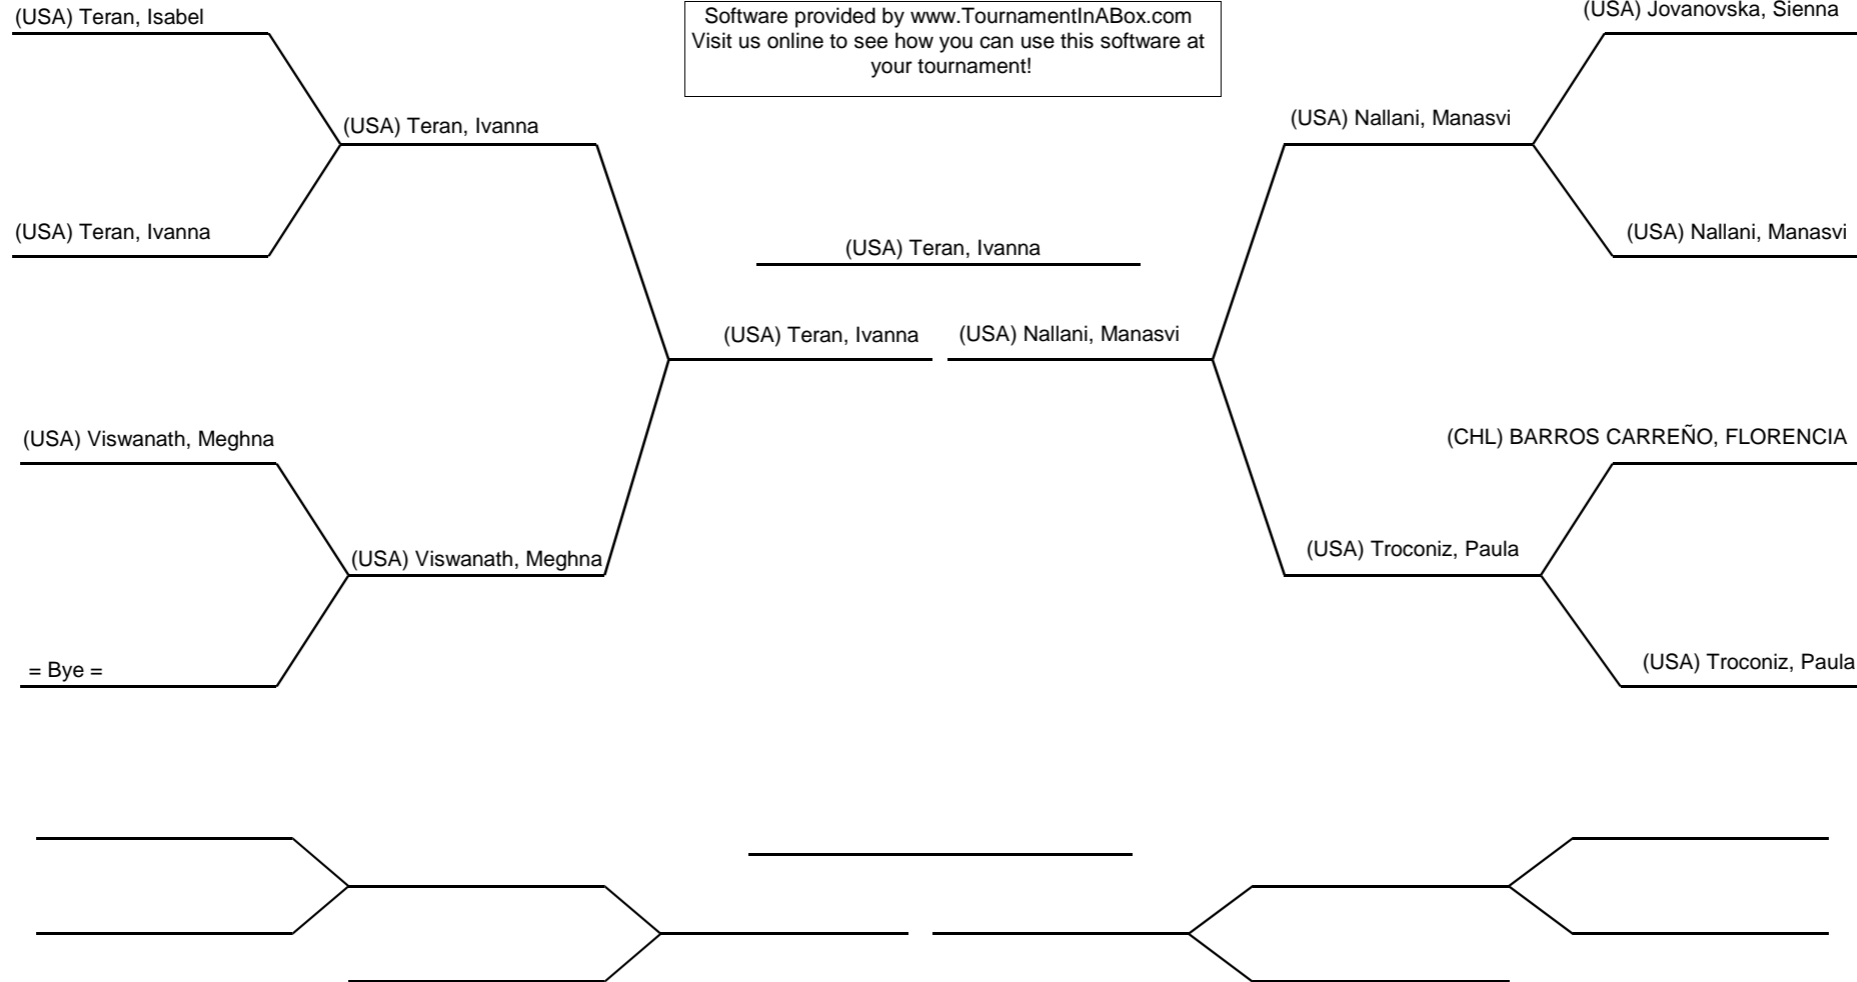 (USA) Teran, Isabel
Software provided by www.TournamentInABox.com
Visit us online to see how you can use this software at
your tournament!
(USA) Jovanovska, Sienna
(USA) Teran, Ivanna
(USA) Nallani, Manasvi
(USA) Teran, Ivanna
(USA) Teran, Ivanna
(USA) Nallani, Manasvi
(USA) Teran, Ivanna
(USA) Nallani, Manasvi
(USA) Viswanath, Meghna
(CHL) BARROS CARREÑO, FLORENCIA
(USA) Viswanath, Meghna
(USA) Troconiz, Paula
= Bye =
(USA) Troconiz, Paula